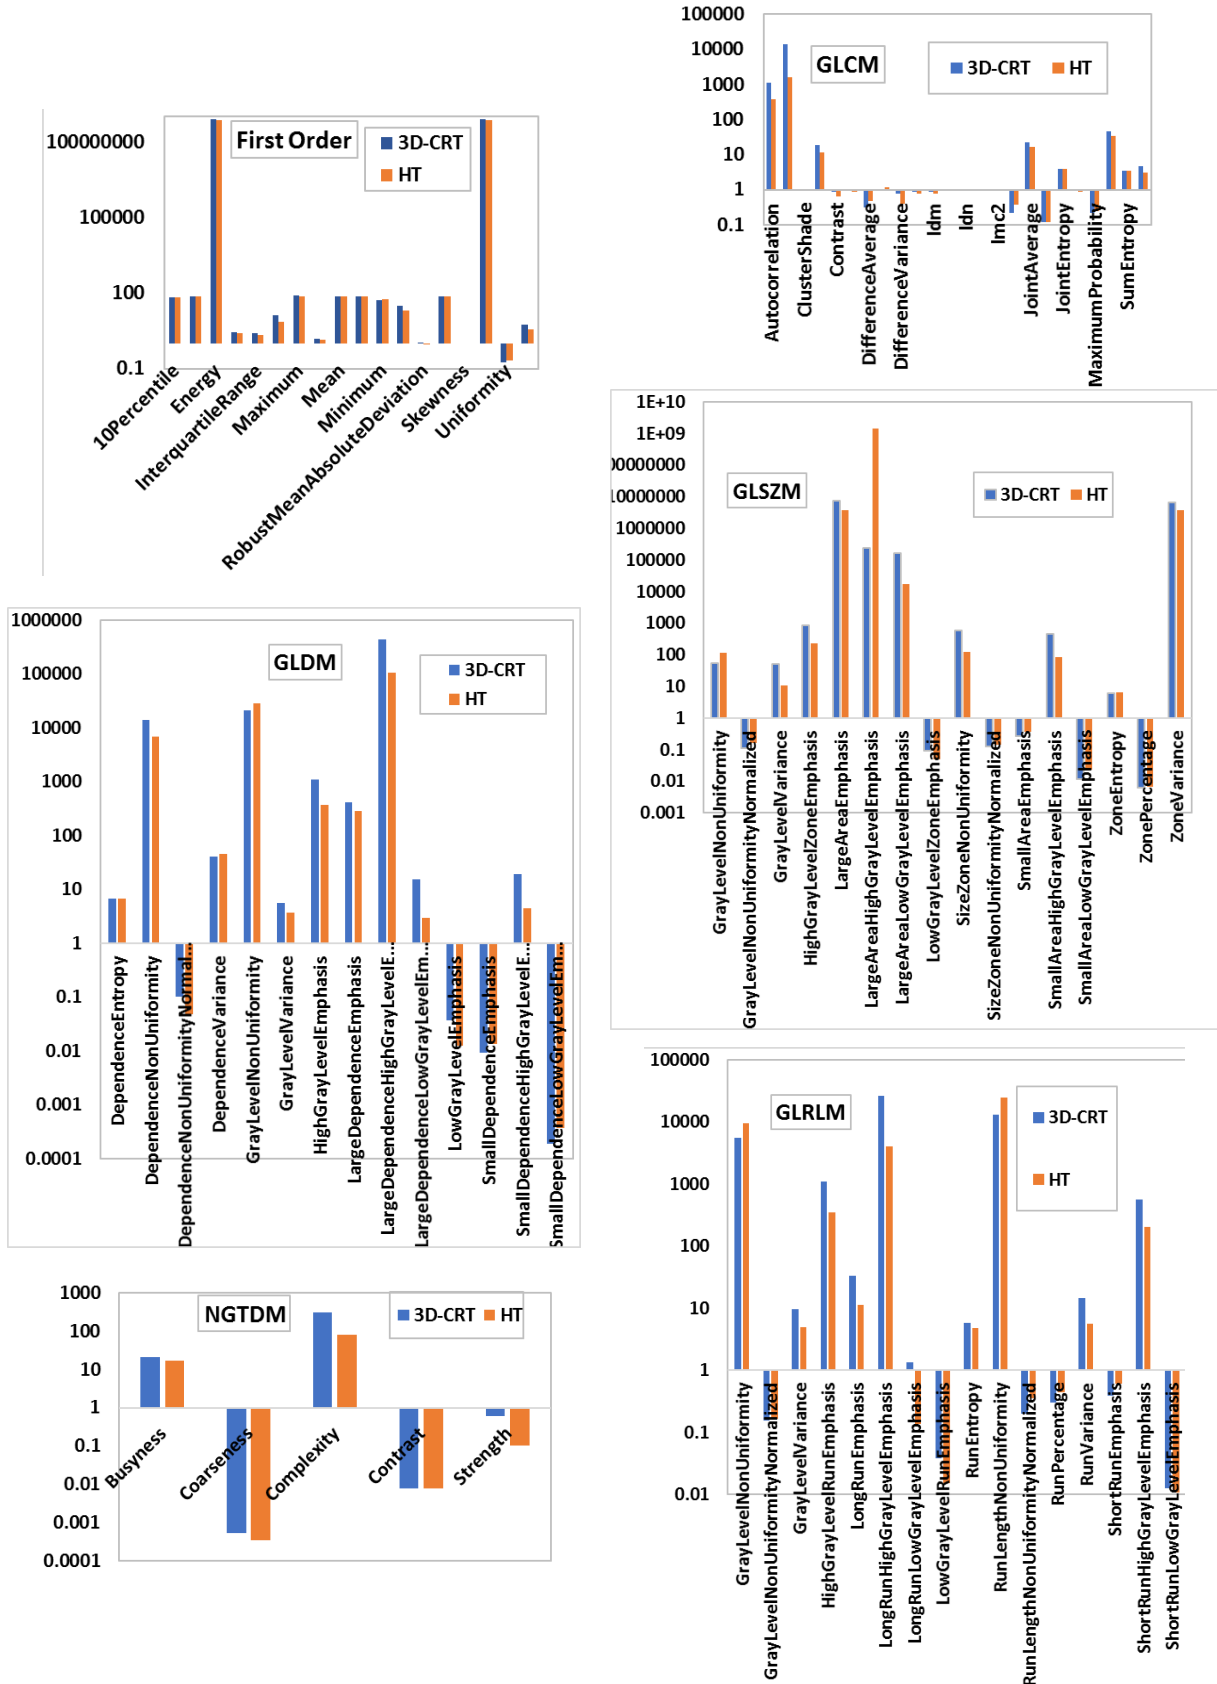 First Order
3D-CRT
HT
100000000
100000
100
0.1
10Percentile
Energy
InterquartileRange
Maximum
Mean
Minimum
RobustMeanAbsoluteDeviation
Skewness
Uniformity
GLCM
3D-CRT
HT
100000
10000
1000
100
10
1
0.1
Autocorrelation
ClusterShade
Contrast
DifferenceAverage
DifferenceVariance
Idm
Idn
Imc2
JointAverage
JointEntropy
MaximumProbability
SumEntropy
GLSZM
3D-CRT
HT
1E+10
1E+09
00000000
10000000
1000000
100000
10000
1000
100
10
1
0.1
0.01
0.001
GrayLevelNonUniformity
GrayLevelNonUniformityNormalized
GrayLevelVariance
HighGrayLevelZoneEmphasis
LargeAreaEmphasis
LargeAreaHighGrayLevelEmphasis
LargeAreaLowGrayLevelEmphasis
LowGrayLevelZoneEmphasis
SizeZoneNonUniformity
SizeZoneNonUniformityNormalized
SmallAreaEmphasis
SmallAreaHighGrayLevelEmphasis
SmallAreaLowGrayLevelEmphasis
ZoneEntropy
ZonePercentage
ZoneVariance
GLDM
3D-CRT
HT
1000000
100000
10000
1000
100
10
1
0.1
0.01
0.001
0.0001
DependenceEntropy
DependenceNonUniformity
DependenceNonUniformityNormal...
DependenceVariance
GrayLevelNonUniformity
GrayLevelVariance
HighGrayLevelEmphasis
LargeDependenceEmphasis
LargeDependenceHighGrayLevelE...
LargeDependenceLowGrayLevelEm...
LowGrayLevelEmphasis
SmallDependenceEmphasis
SmallDependenceHighGrayLevelE...
SmallDependenceLowGrayLevelEm...
GLRLM
3D-CRT
HT
100000
10000
1000
100
10
1
0.1
0.01
GrayLevelNonUniformity
GrayLevelNonUniformityNormalized
GrayLevelVariance
HighGrayLevelRunEmphasis
LongRunEmphasis
LongRunHighGrayLevelEmphasis
LongRunLowGrayLevelEmphasis
LowGrayLevelRunEmphasis
RunEntropy
RunLengthNonUniformity
RunLengthNonUniformityNormalized
RunPercentage
RunVariance
ShortRunEmphasis
ShortRunHighGrayLevelEmphasis
ShortRunLowGrayLevelEmphasis
NGTDM
3D-CRT
HT
1000
100
10
1
0.1
0.01
0.001
0.0001
Busyness
Coarseness
Complexity
Contrast
Strength